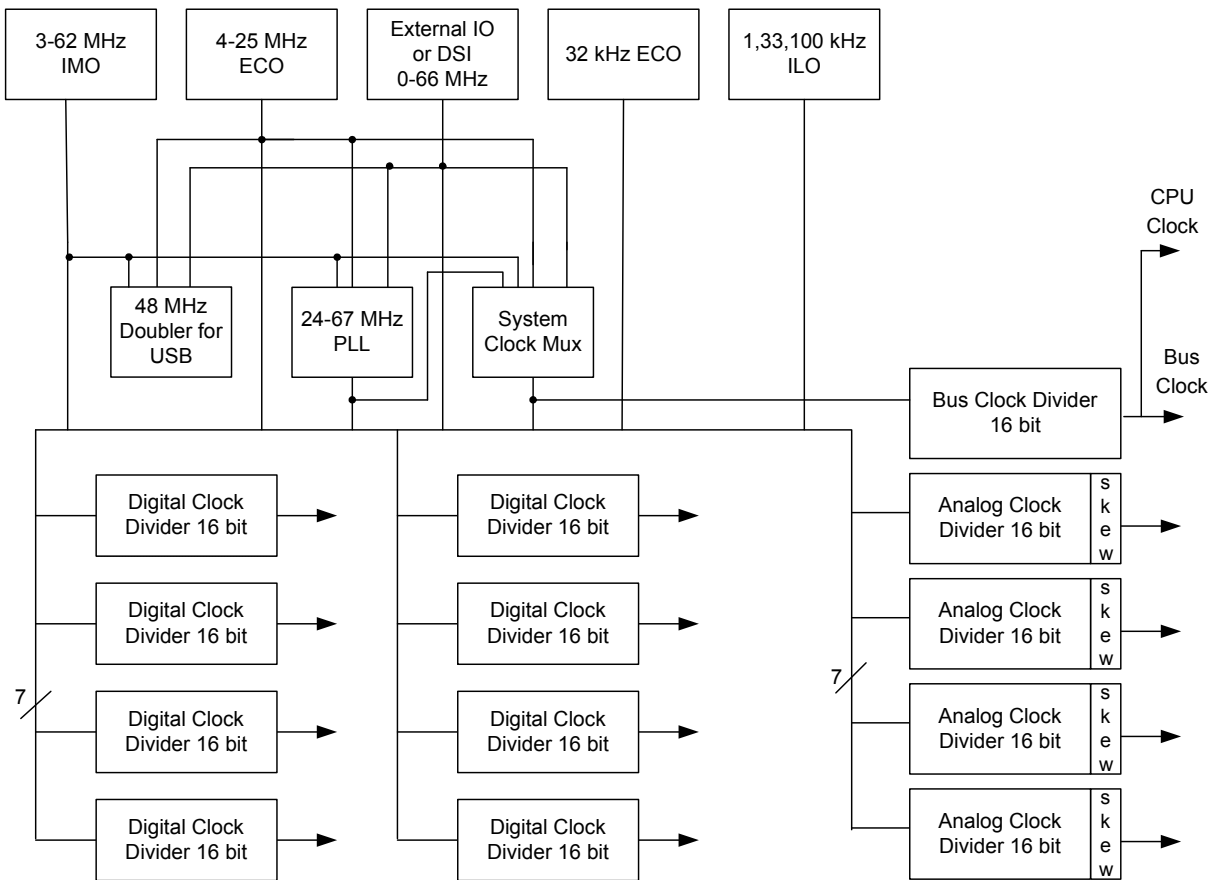 3-62 MHz
IMO
4-25 MHz
ECO
External IO
or DSI
0-66 MHz
32 kHz ECO
1,33,100 kHz
ILO
CPU
Clock
48 MHz
Doubler for
USB
24-67 MHz
PLL
System
Clock Mux
Bus
Clock
Bus Clock Divider
16 bit
Digital Clock
Divider 16 bit
Digital Clock
Divider 16 bit
Analog Clock
Divider 16 bit
s
k
e
w
Digital Clock
Divider 16 bit
Digital Clock
Divider 16 bit
Analog Clock
Divider 16 bit
s
k
e
w
7
7
Digital Clock
Divider 16 bit
Digital Clock
Divider 16 bit
Analog Clock
Divider 16 bit
s
k
e
w
Digital Clock
Divider 16 bit
Digital Clock
Divider 16 bit
Analog Clock
Divider 16 bit
s
k
e
w